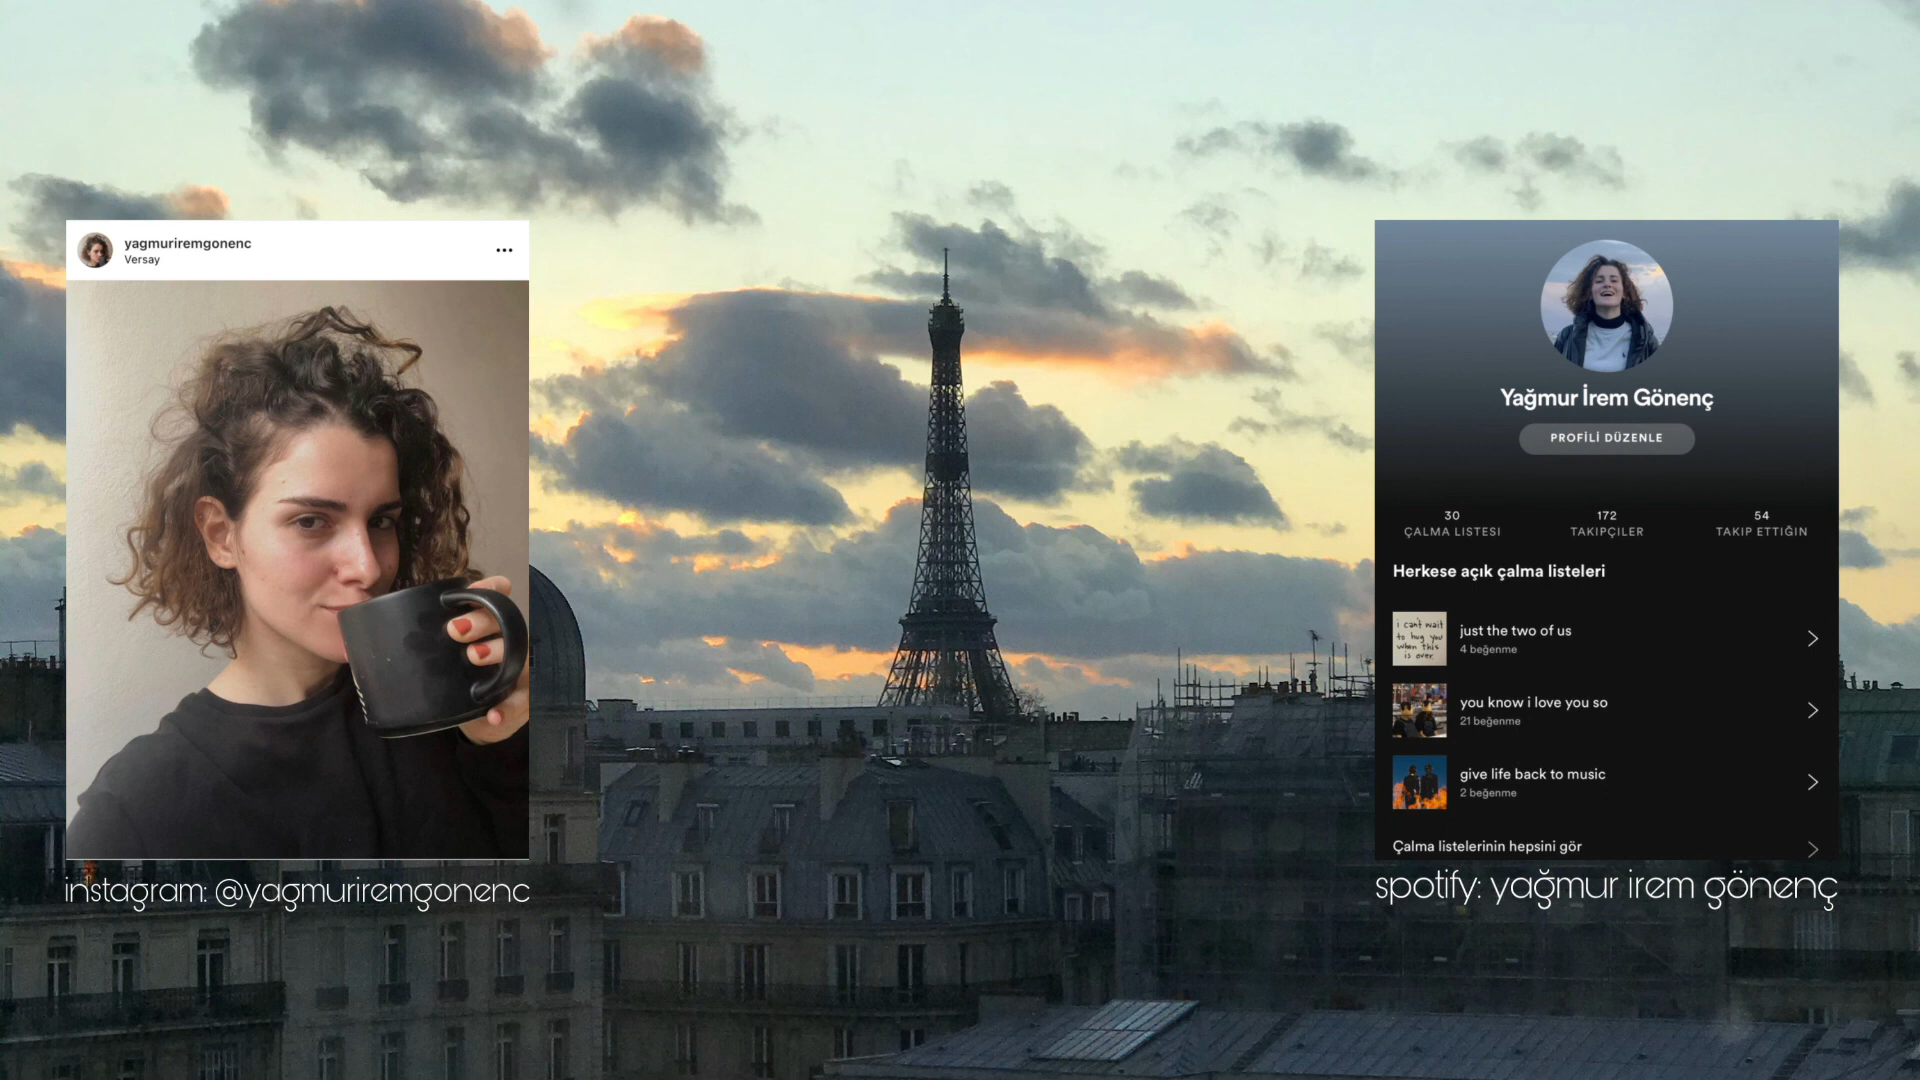 yagmuriremgonenc
Versay
instagram: @yagmuriremgonenc
Yağmur İrem Gönenç
PROFİLİ DÜZENLE
30
ÇALMA LISTESI
172
TAKIPÇILER
54
TAKIP ETTIĞIN
Herkese açık çalma listeleri
i can't wait
to hug you
when this
is over
just the two of us
4 beğenme
you know i love you so
21 beğenme
give life back to music
2 beğenme
Çalma listelerinin hepsini gör
spotify: yağmur irem gönenç